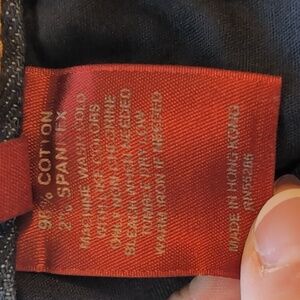 98% COTTON
2% SPANDEX
MACHINE WASH COLD
WITH LIKE COLORS
ONLY NON-CHLORINE
BLEACH WHEN NEEDED
TUMBLE DRY LOW
WARM IRON IF NEEDED
MADE IN HONG KONG